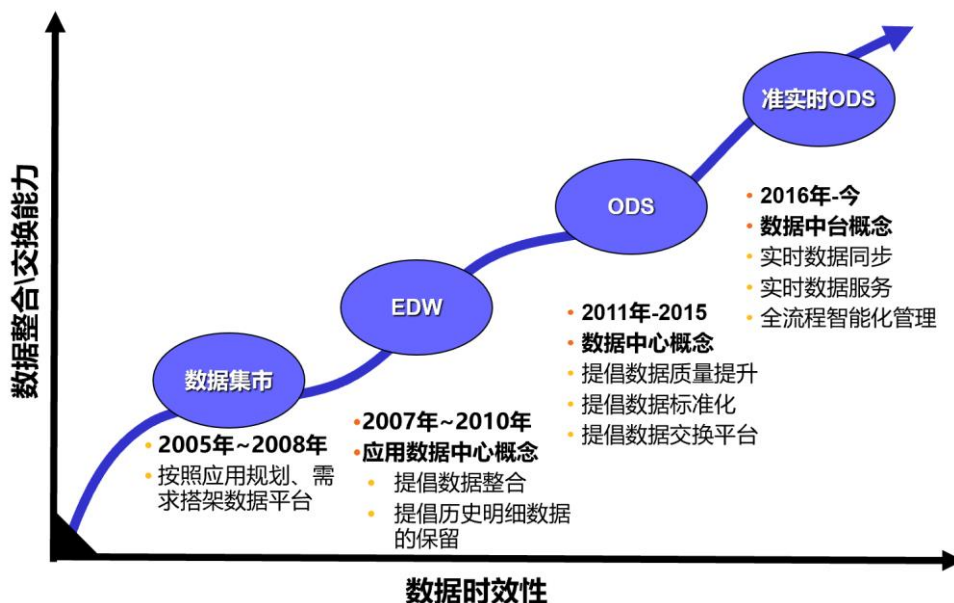 数据整合\交换能力
准实时ODS
ODS
EDW
数据集市
• 2005年~2008年
• 按照应用规划、需
求搭架数据平台
•2007年~2010年
•应用数据中心概念
• 提倡数据整合
• 提倡历史明细数据
的保留
• 2011年-2015
• 数据中心概念
• 提倡数据质量提升
• 提倡数据标准化
• 提倡数据交换平台
• 2016年-今
• 数据中台概念
• 实时数据同步
• 实时数据服务
• 全流程智能化管理
数据时效性